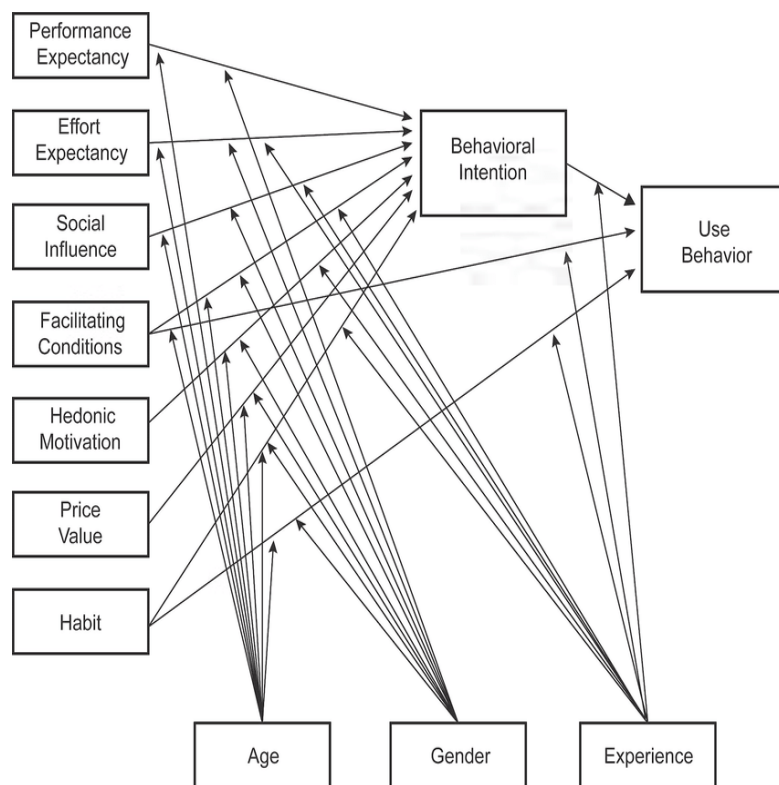 Performance
Expectancy
Effort
Expectancy
Social
Influence
Facilitating
Conditions
Hedonic
Motivation
Price
Value
Habit
Behavioral
Intention
Use
Behavior
Age
Gender
Experience